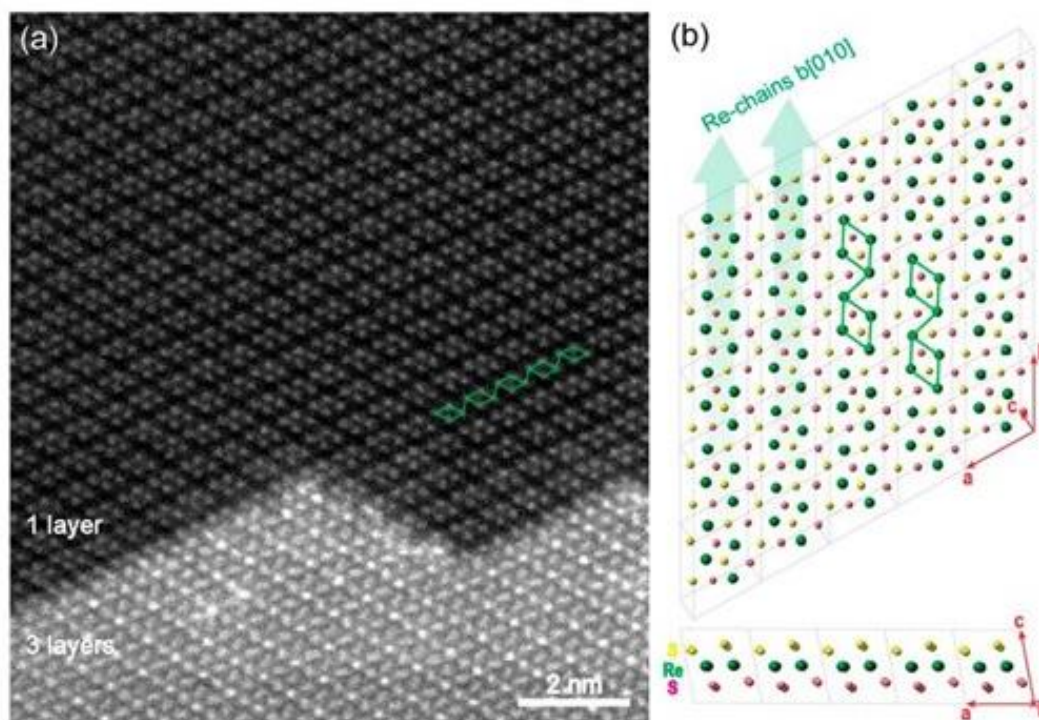 (a)
1 layer
3 layers
2 nm
(b)
Re-chains b[010]
c
a
S
Re
S
c
a